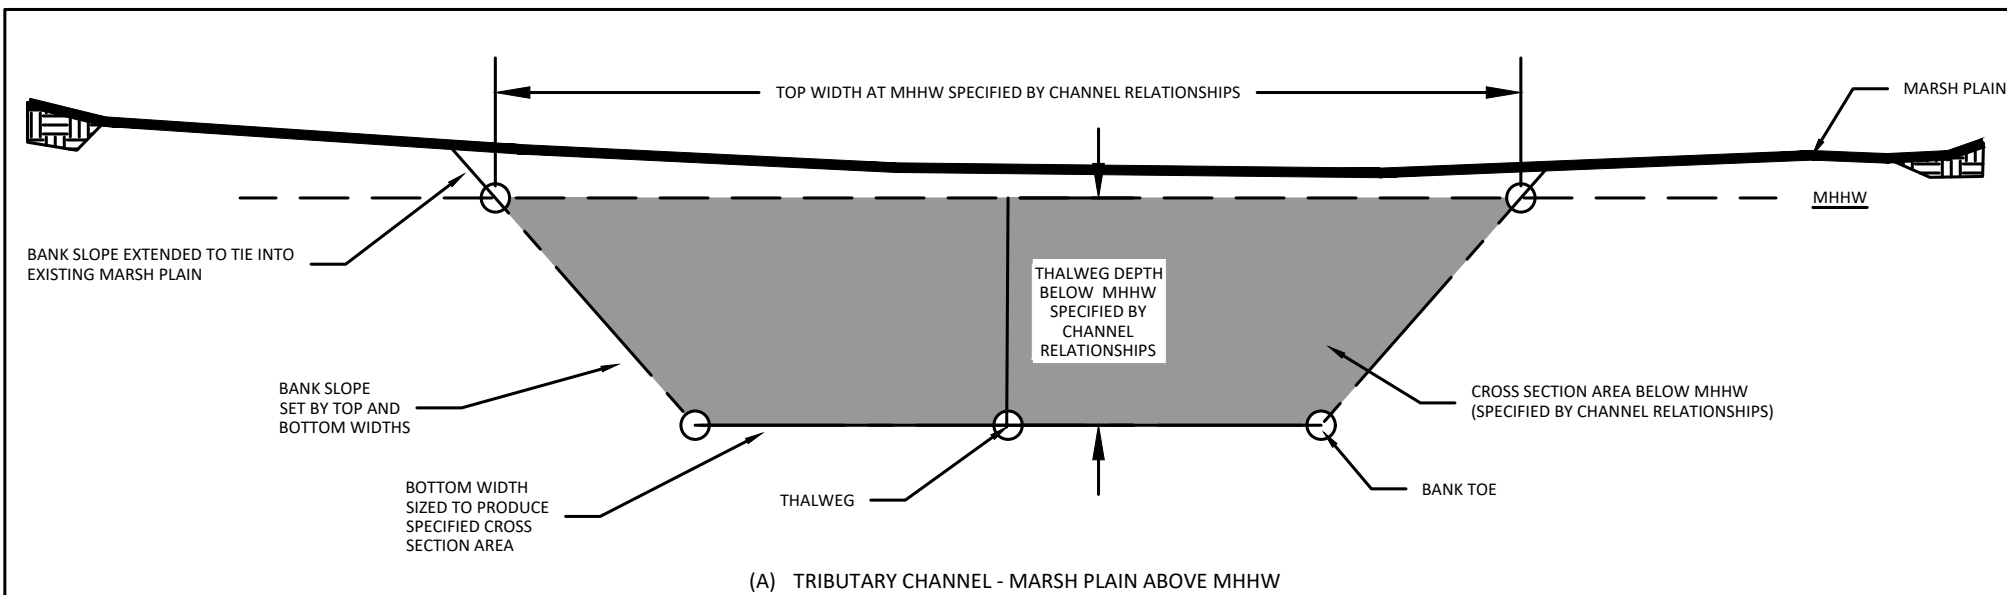 TOP WIDTH AT MHHW SPECIFIED BY CHANNEL RELATIONSHIPS
MARSH PLAIN
MHHW
BANK SLOPE EXTENDED TO TIE INTO
EXISTING MARSH PLAIN
THALWEG DEPTH
BELOW MHHW
SPECIFIED BY
CHANNEL
RELATIONSHIPS
BANK SLOPE
SET BY TOP AND
BOTTOM WIDTHS
CROSS SECTION AREA BELOW MHHW
(SPECIFIED BY CHANNEL RELATIONSHIPS)
BOTTOM WIDTH
SIZED TO PRODUCE
SPECIFIED CROSS
SECTION AREA
THALWEG
BANK TOE
(A) TRIBUTARY CHANNEL - MARSH PLAIN ABOVE MHHW